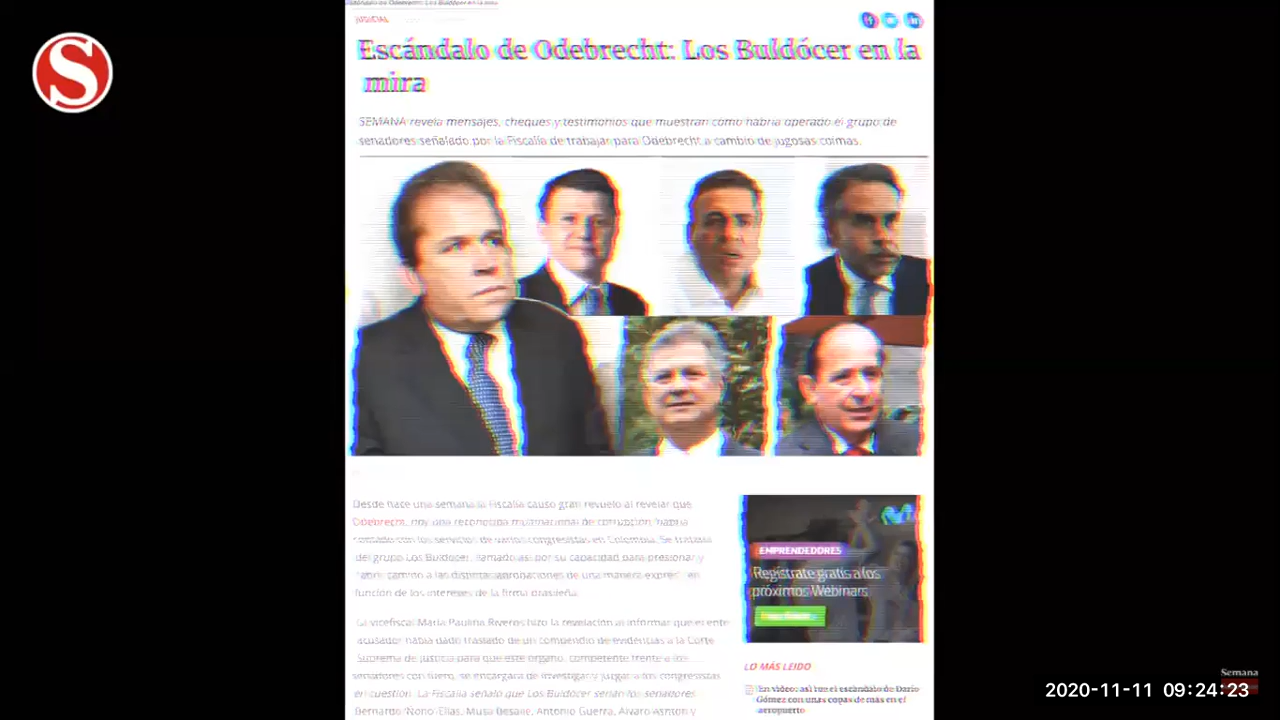 Escándalo de Odebrecht: Los Buldócer en la mira
JUDICIAL
S
Escándalo de Odebrecht: Los Buldócer en la
mira
SEMANA revela mensajes, cheques y testimonios que muestran cómo habría operado el grupo de
senadores señalado por la Fiscalía de trabajar para Odebrecht a cambio de jugosas coimas.
Desde hace una semana la Fiscalía causó gran revuelo al revelar que
Odebrecht, hoy una reconocida multinacional de corrupción, habría
contado con los servicios de varios congresistas en Colombia. Se trataba
del grupo Los Buldócer, llamado así por su capacidad para presionar y
"abrir camino a las distintas aprobaciones de una manera exprés" en
función de los intereses de la firma brasileña.
EMPRENDEDORES
Regístrate gratis a los
próximos Webinars
La vicefiscal María Paulina Riveros hizo la revelación al informar que el ente
acusador había dado traslado de un compendio de evidencias a la Corte
Suprema de Justicia para que este órgano, competente frente a los
senadores con fuero, se encargara de investigar y juzgar a los congresistas
en cuestión. La Fiscalía señaló que Los Buldócer serían los senadores
Bernardo 'Ñoño' Elías, Musa Besaile, Antonio Guerra, Álvaro Ashton y
LO MÁS LEIDO
En video: así fue el escándalo de Darío
Gómez con unas copas de más en el
aeropuerto
Semana
2020-11-11 09:24:23